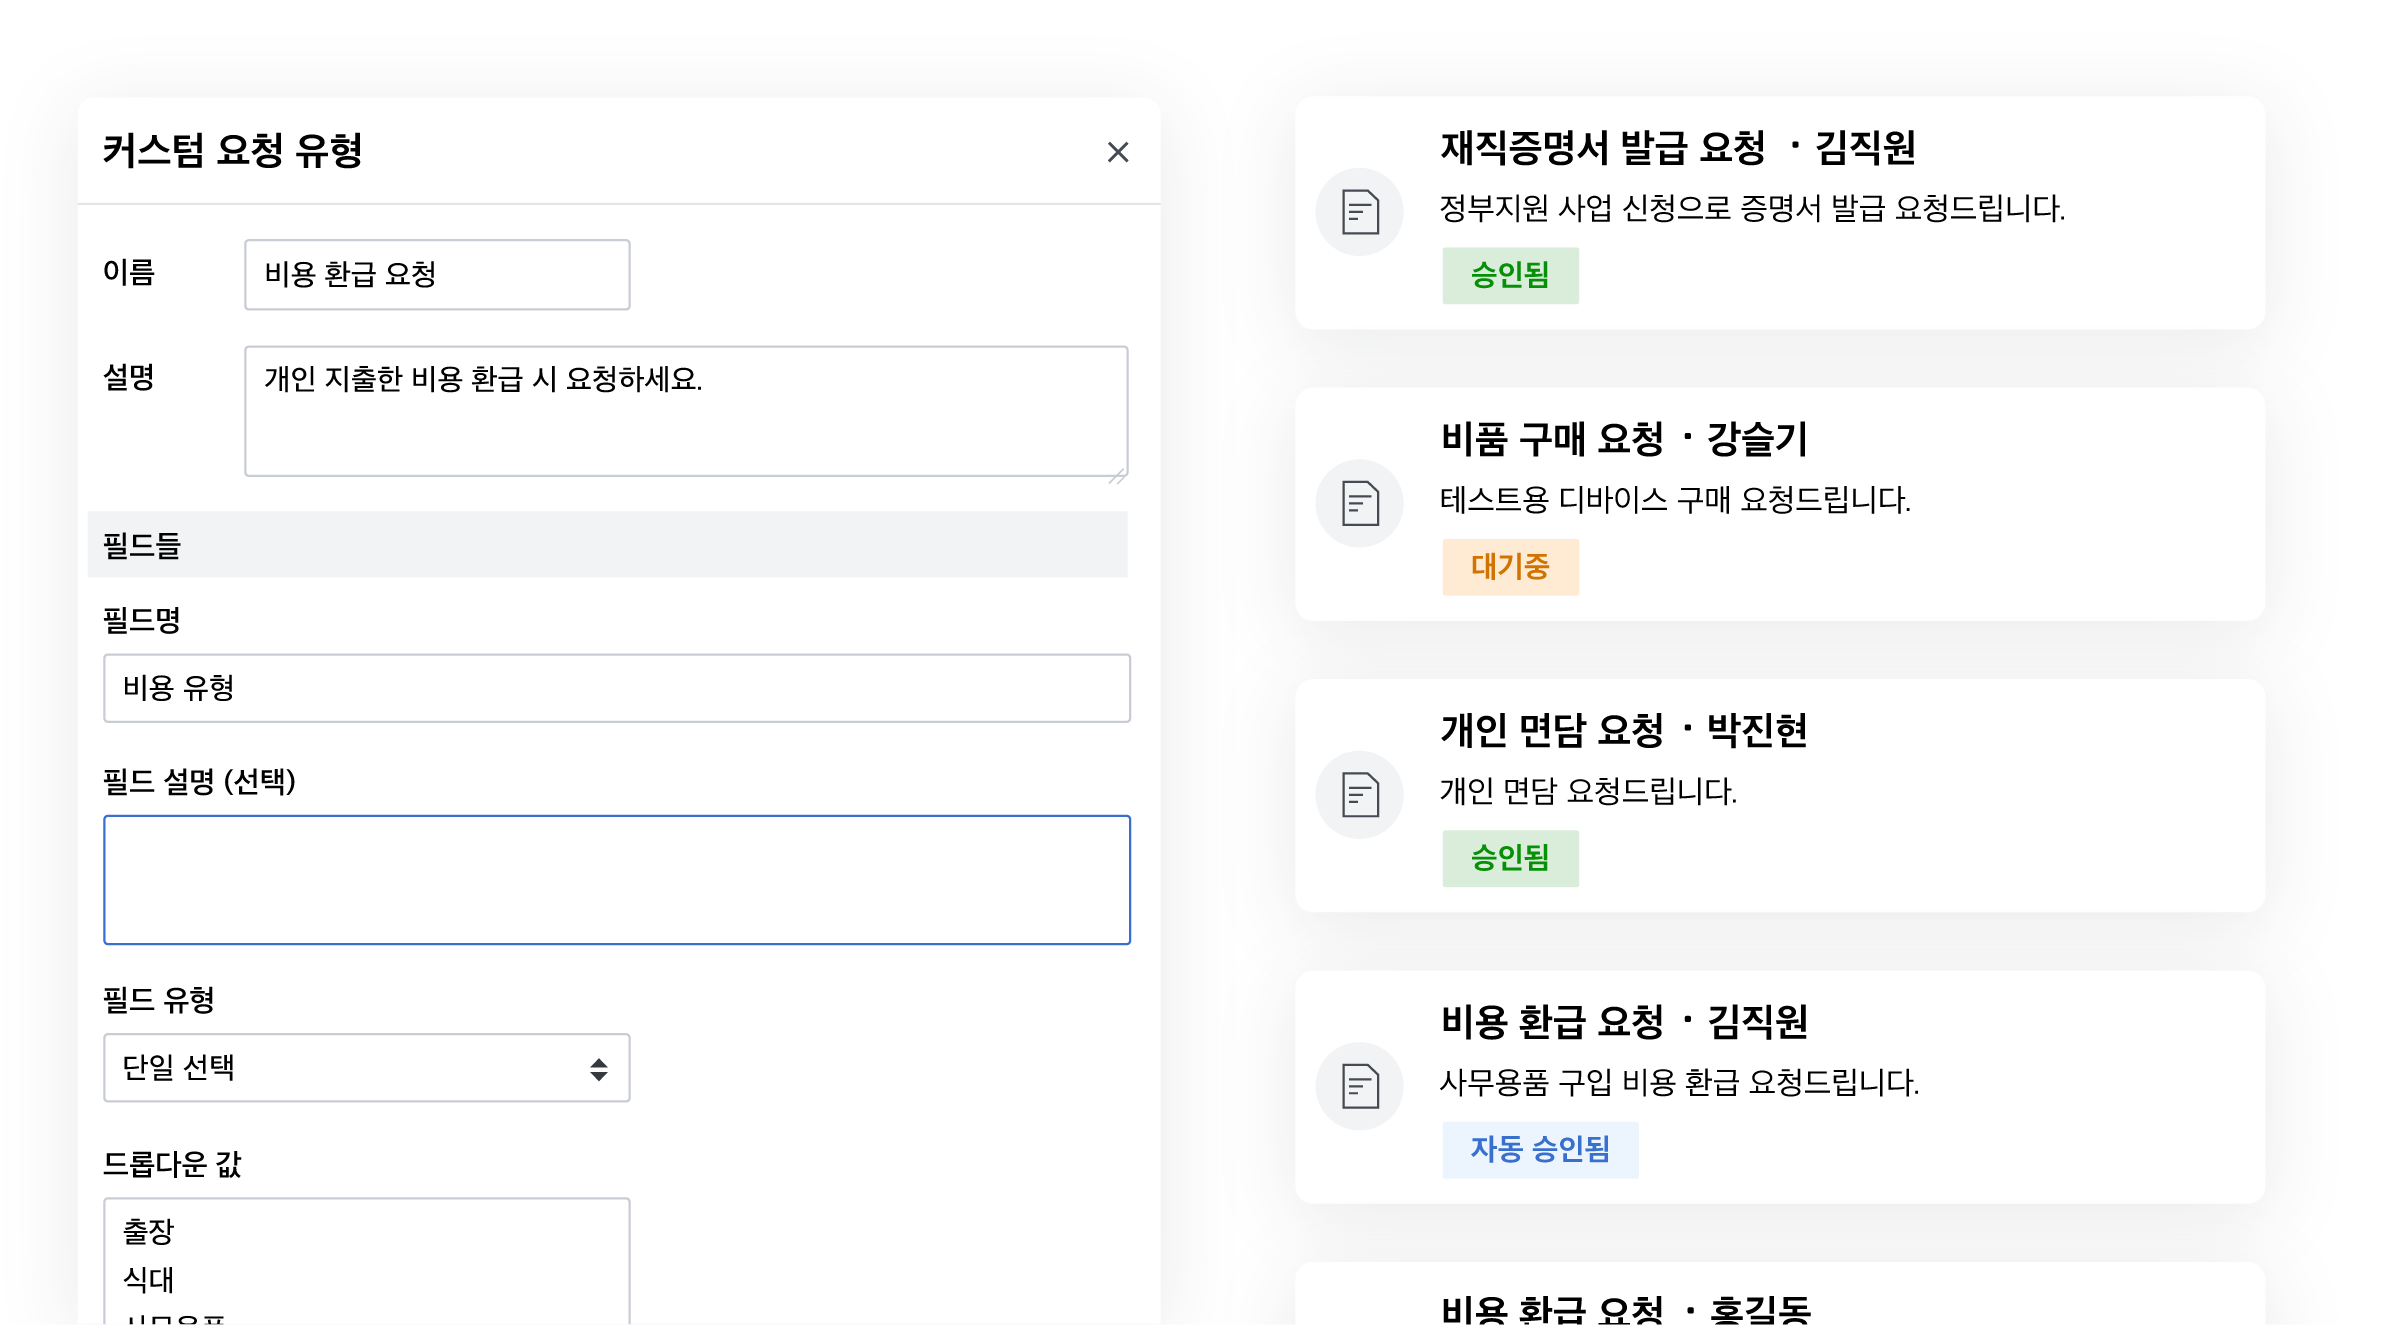 커스텀 요청 유형
이름
비용 환급 요청
설명
개인 지출한 비용 환급 시 요청하세요.
필드들
필드명
비용 유형
필드 설명 (선택)
필드 유형
단일 선택
드롭다운 값
출장
식대
사무용품
재직증명서 발급 요청 · 김직원
정부지원 사업 신청으로 증명서 발급 요청드립니다.
승인됨
비품 구매 요청 · 강슬기
테스트용 디바이스 구매 요청드립니다.
대기중
개인 면담 요청 · 박진현
개인 면담 요청드립니다.
승인됨
비용 환급 요청 · 김직원
사무용품 구입 비용 환급 요청드립니다.
자동 승인됨
비용 환급 요청 · 홍길동